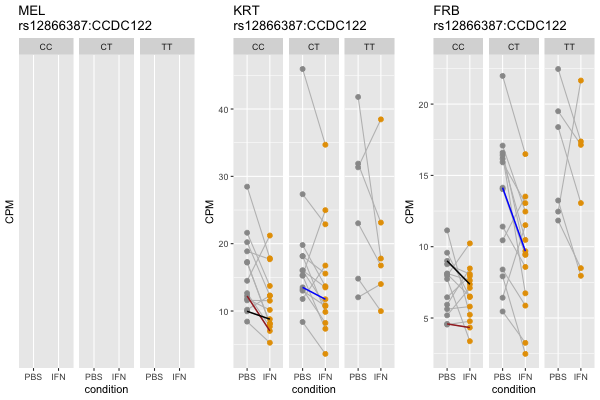 MEL
rs12866387:CCDC122
CC CT TT
CPM
PBS IFN PBS IFN PBS IFN
condition
KRT
rs12866387:CCDC122
CC CT TT
40
30
20
10
CPM
PBS IFN PBS IFN PBS IFN
condition
FRB
rs12866387:CCDC122
CC CT TT
20
15
10
5
CPM
PBS IFN PBS IFN PBS IFN
condition